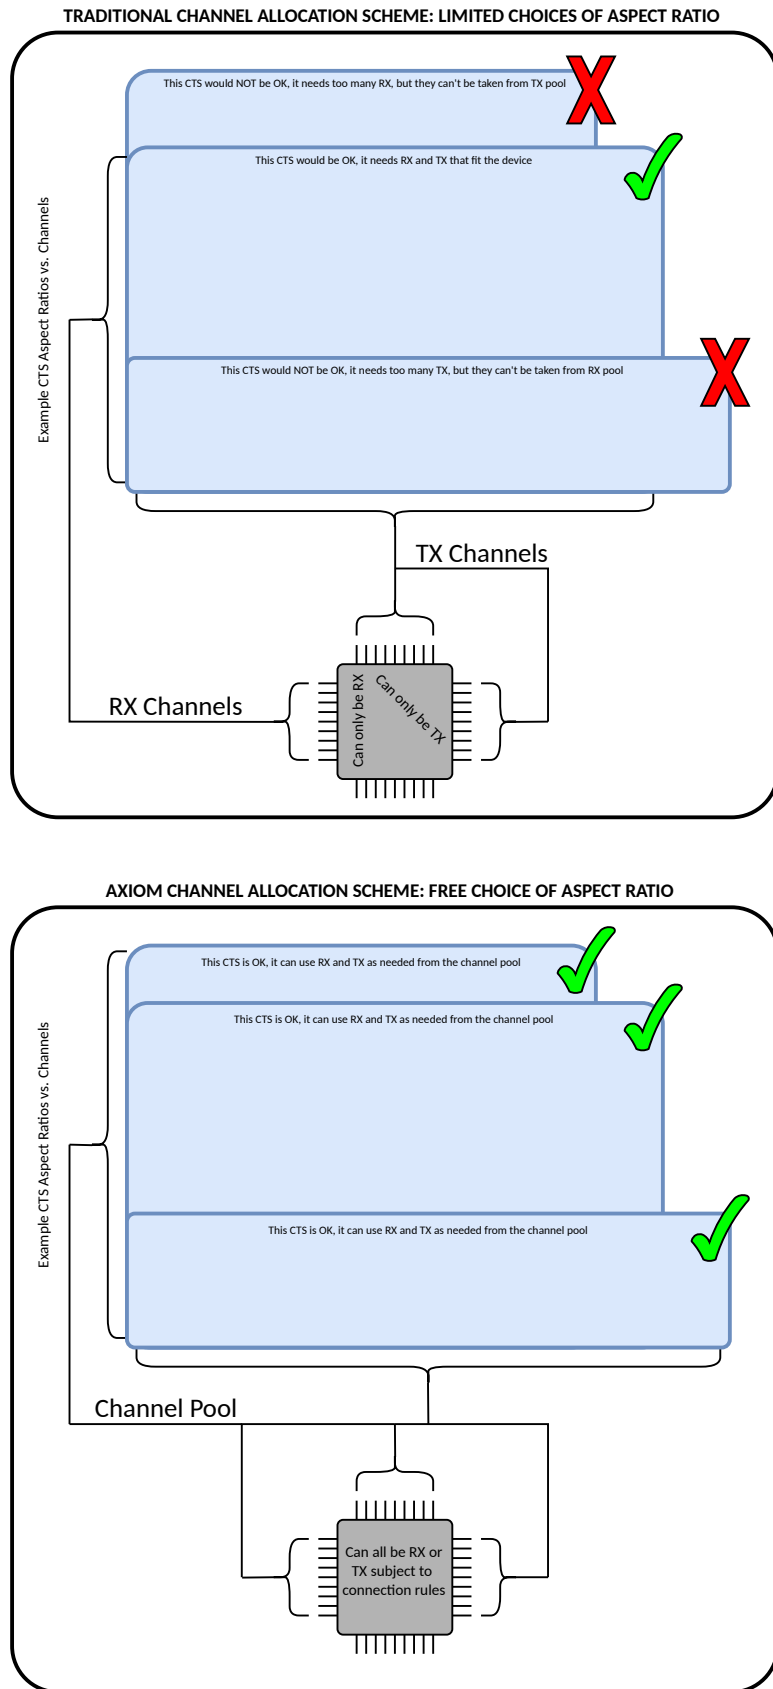 TRADITIONAL CHANNEL ALLOCATION SCHEME: LIMITED CHOICES OF ASPECT RATIO
This CTS would NOT be OK, it needs too many RX, but they can't be taken from TX pool
X
This CTS would be OK, it needs RX and TX that fit the device
Example CTS Aspect Ratios vs. Channels
This CTS would NOT be OK, it needs too many TX, but they can't be taken from RX pool
X
TX Channels
RX Channels
Can only be RX
Can only be TX
AXIOM CHANNEL ALLOCATION SCHEME: FREE CHOICE OF ASPECT RATIO
This CTS is OK, it can use RX and TX as needed from the channel pool
This CTS is OK, it can use RX and TX as needed from the channel pool
Example CTS Aspect Ratios vs. Channels
This CTS is OK, it can use RX and TX as needed from the channel pool
Channel Pool
Can all be RX or
TX subject to
connection rules